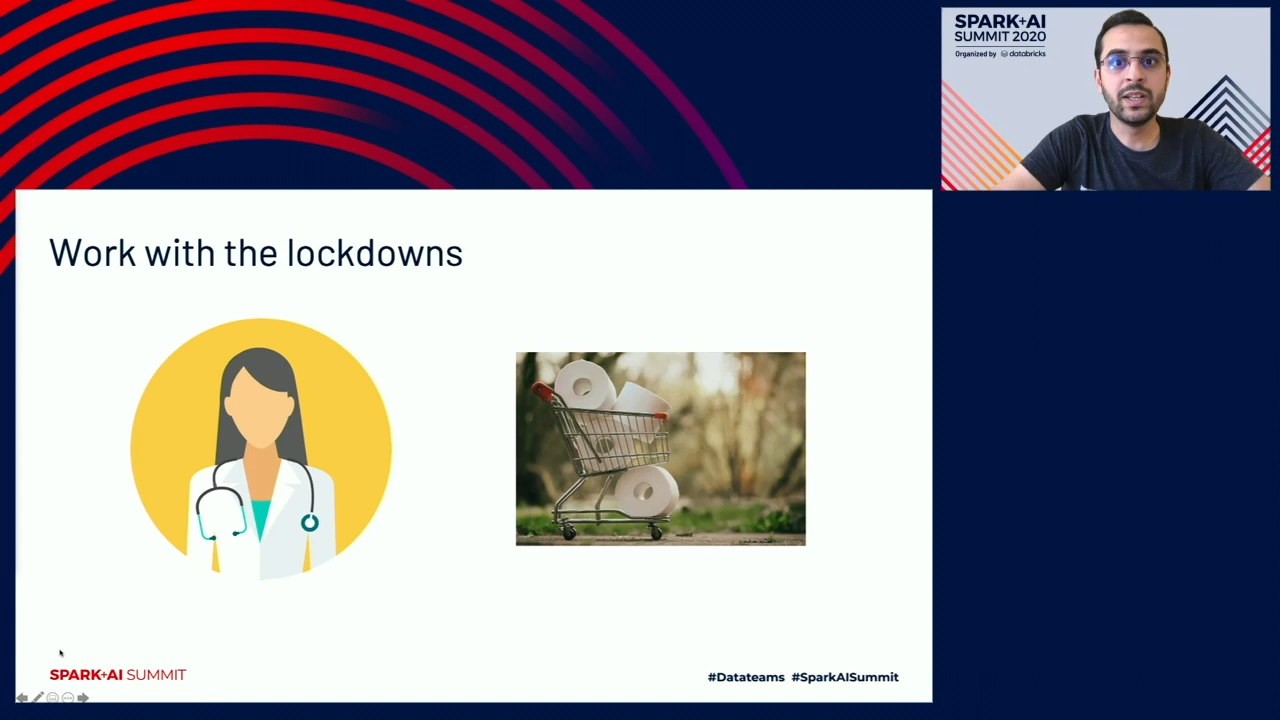 SPARK+AI
SUMMIT 2020
Organized by databricks
Work with the lockdowns
SPARK+AI SUMMIT
#Datateams #SparkAISummit